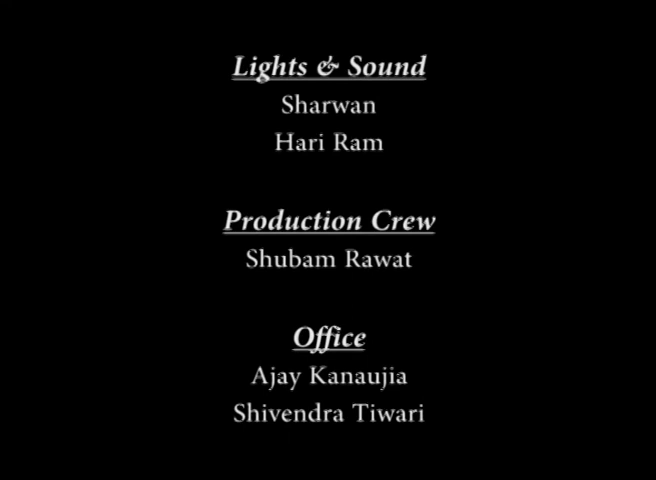 Lights & Sound
Sharwan
Hari Ram
Production Crew
Shubam Rawat
Office
Ajay Kanaujia
Shivendra Tiwari